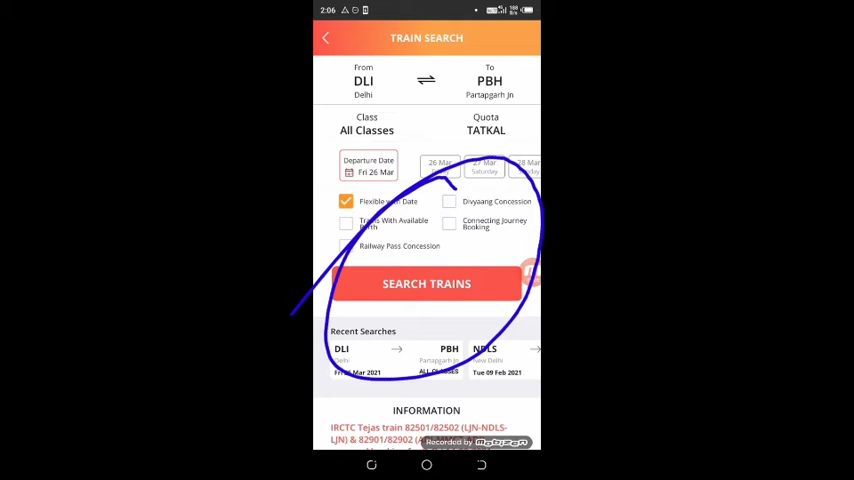 2:06
TRAIN SEARCH
From To
DLI PBH
Delhi Partapgarh Jn
Class Quota
All Classes TATKAL
Departure Date
Fri 26 Mar
26 Mar 27 Mar 28 Mar
Saturday
Flexible with Date Divyaang Concession
Trains With Available Berth
Connecting Journey
Booking
Railway Pass Concession
SEARCH TRAINS
Recent Searches
DLI PBH NDLS
Delhi Partapgarh Jn New Delhi
Fri 26 Mar 2021 ALL CLASSES Tue 09 Feb 2021
INFORMATION
IRCTC Tejas train 82501/82502 (LJN-NDLS-
LJN) & 82901/82902
Recorded by Mobizen